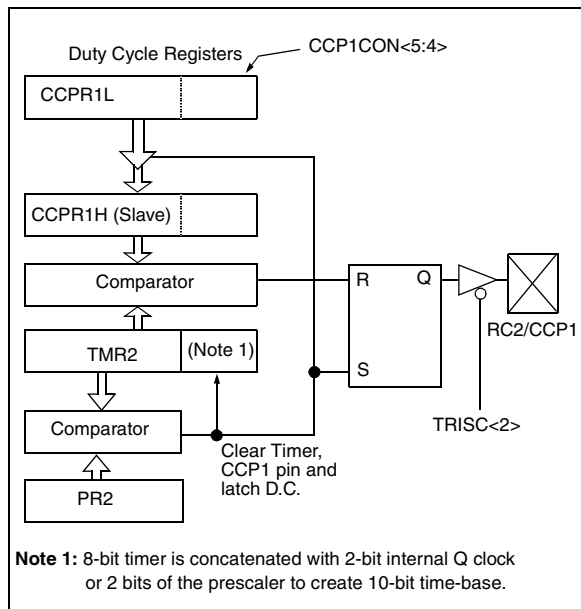 Duty Cycle Registers
CCP1CON<5:4>
CCPR1L
CCPR1H (Slave)
Comparator
R
Q
RC2/CCP1
TMR2
(Note 1)
S
TRISC<2>
Comparator
Clear Timer,
CCP1 pin and
latch D.C.
PR2
Note 1: 8-bit timer is concatenated with 2-bit internal Q clock
or 2 bits of the prescaler to create 10-bit time-base.